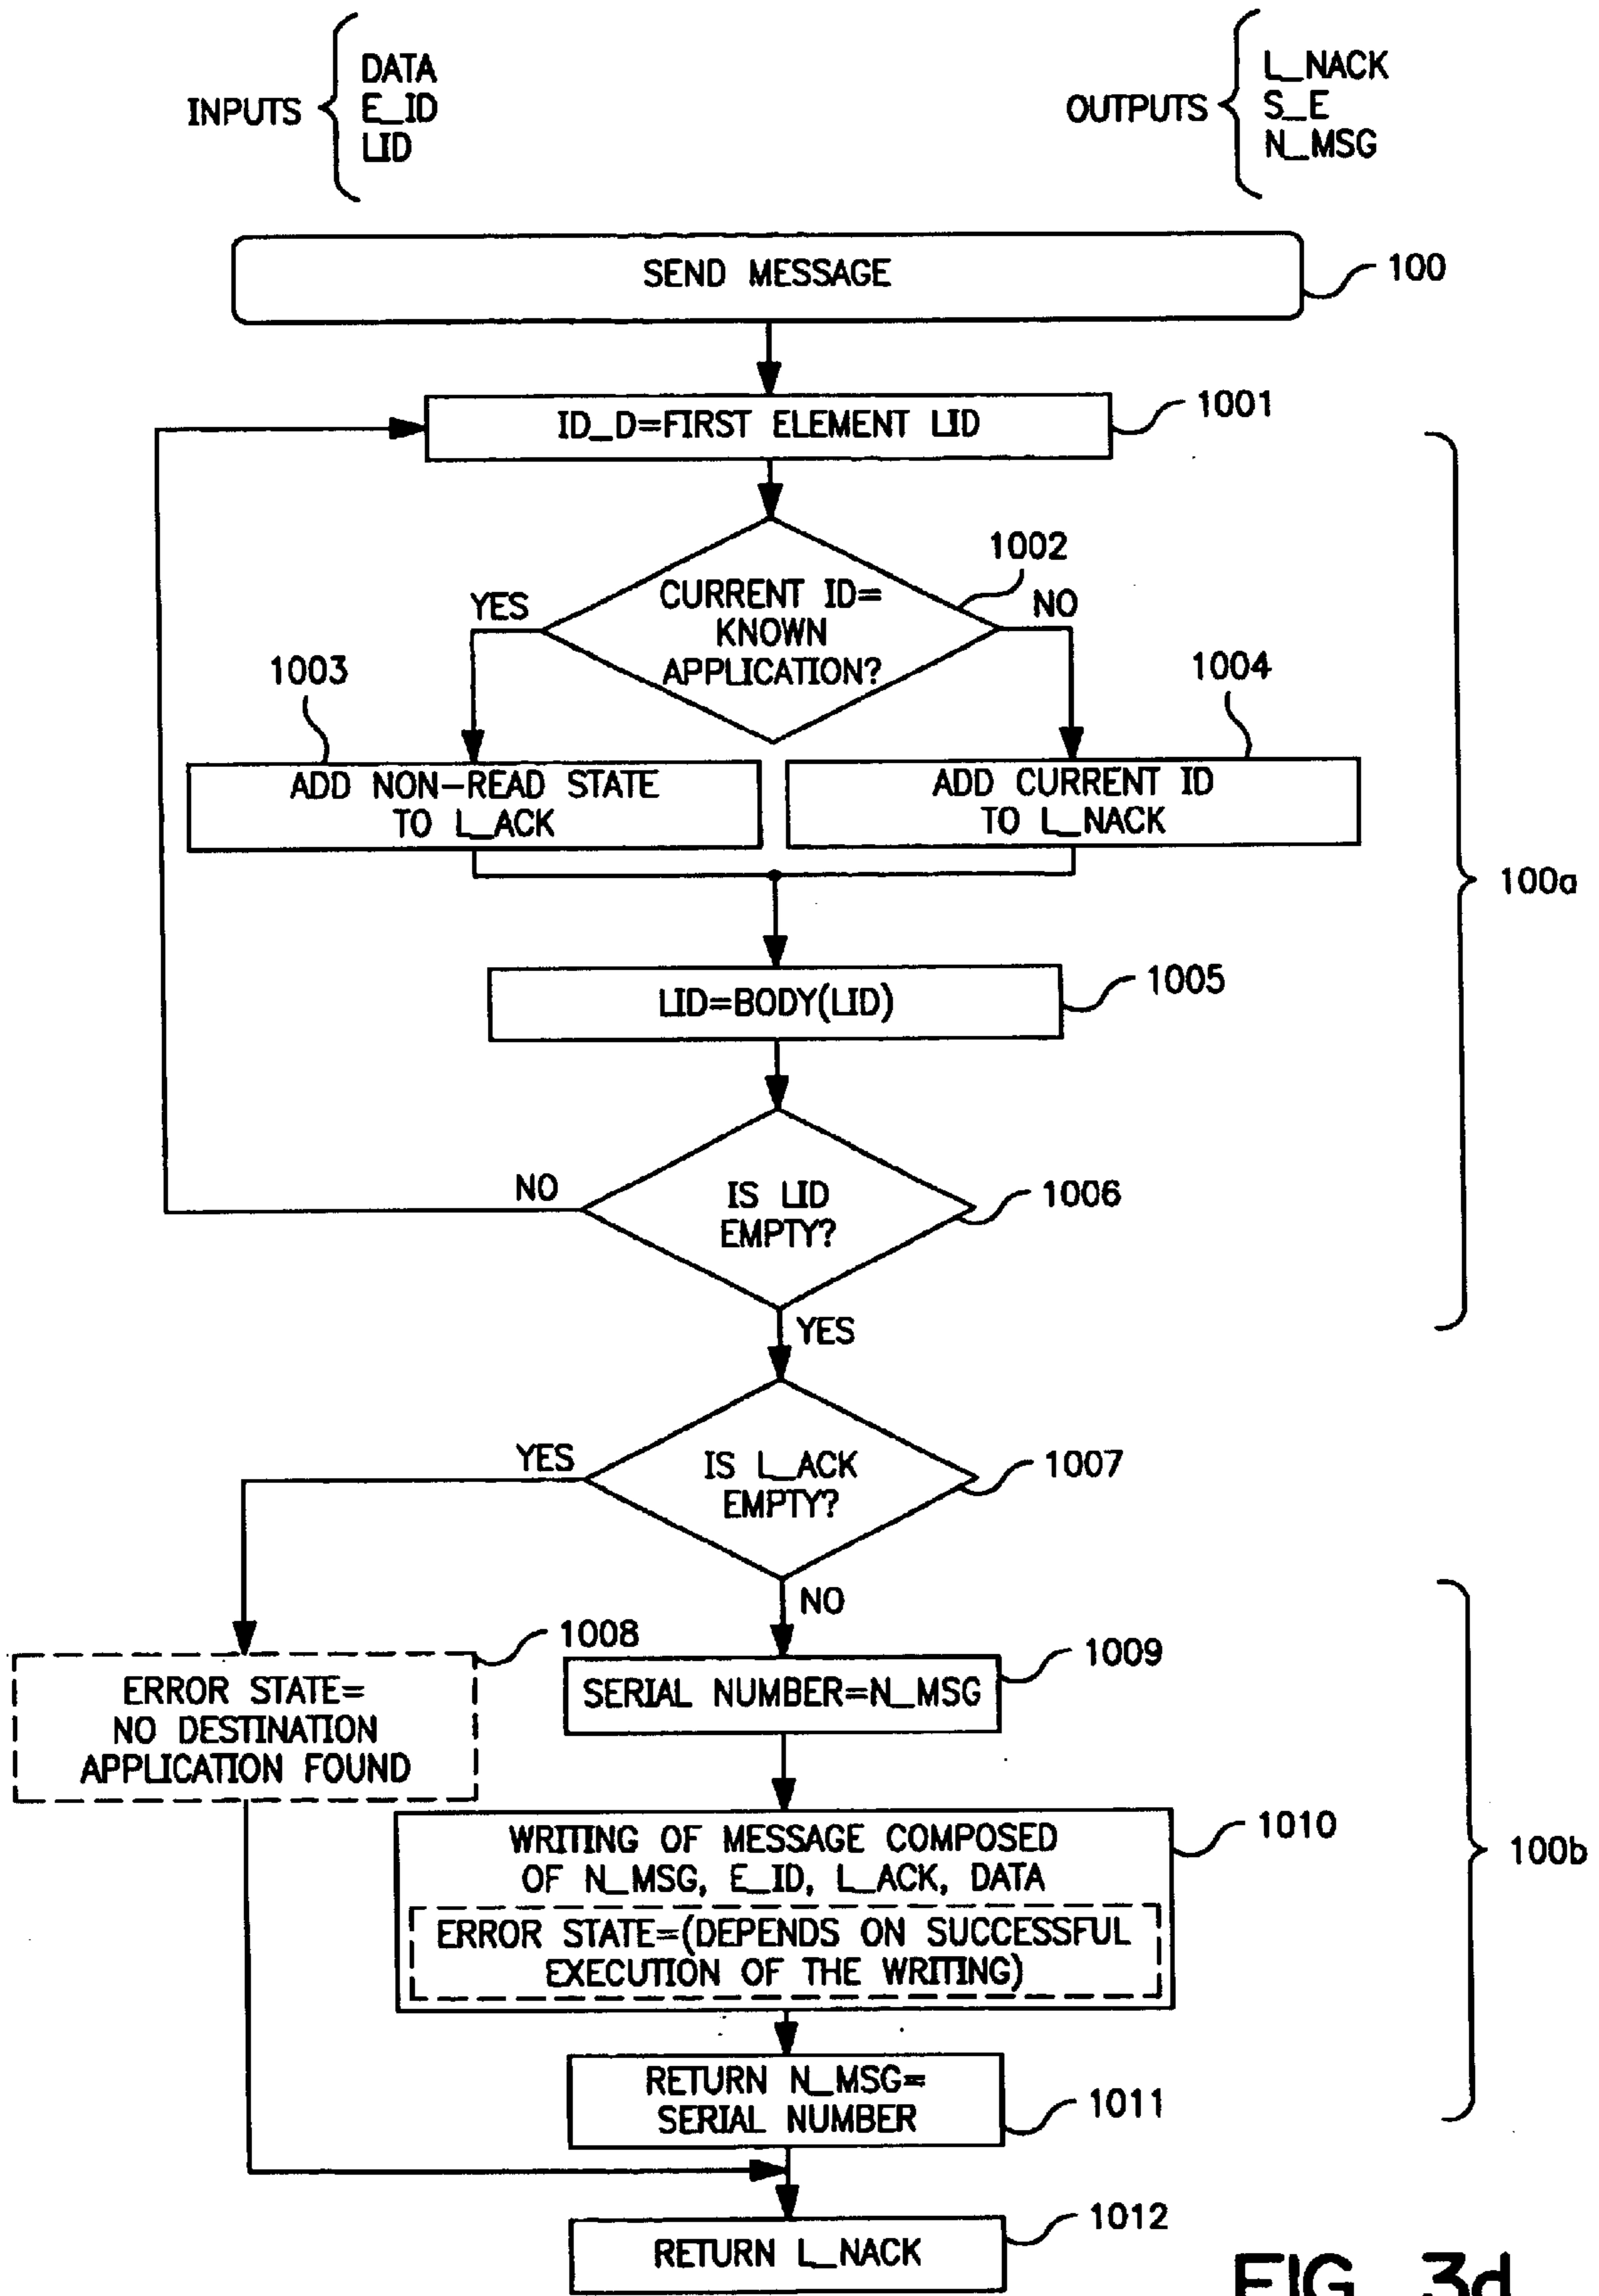 INPUTS
DATA
E_ID
LID
OUTPUTS
L_NACK
S_E
N_MSG
SEND MESSAGE
100
ID_D=FIRST ELEMENT LID
1001
1002
CURRENT ID=
KNOWN
APPLICATION?
YES
NO
1003
1004
ADD NON-READ STATE
TO L_ACK
ADD CURRENT ID
TO L_NACK
100a
LID=BODY(LID)
1005
NO
IS LID
EMPTY?
1006
YES
YES
IS L_ACK
EMPTY?
1007
NO
1008
ERROR STATE=
NO DESTINATION
APPLICATION FOUND
SERIAL NUMBER=N_MSG
1009
WRITING OF MESSAGE COMPOSED
OF N_MSG, E_ID, L_ACK, DATA
1010
100b
ERROR STATE=(DEPENDS ON SUCCESSFUL
EXECUTION OF THE WRITING)
RETURN N_MSG=
SERIAL NUMBER
1011
RETURN L_NACK
1012
FIG. 3d